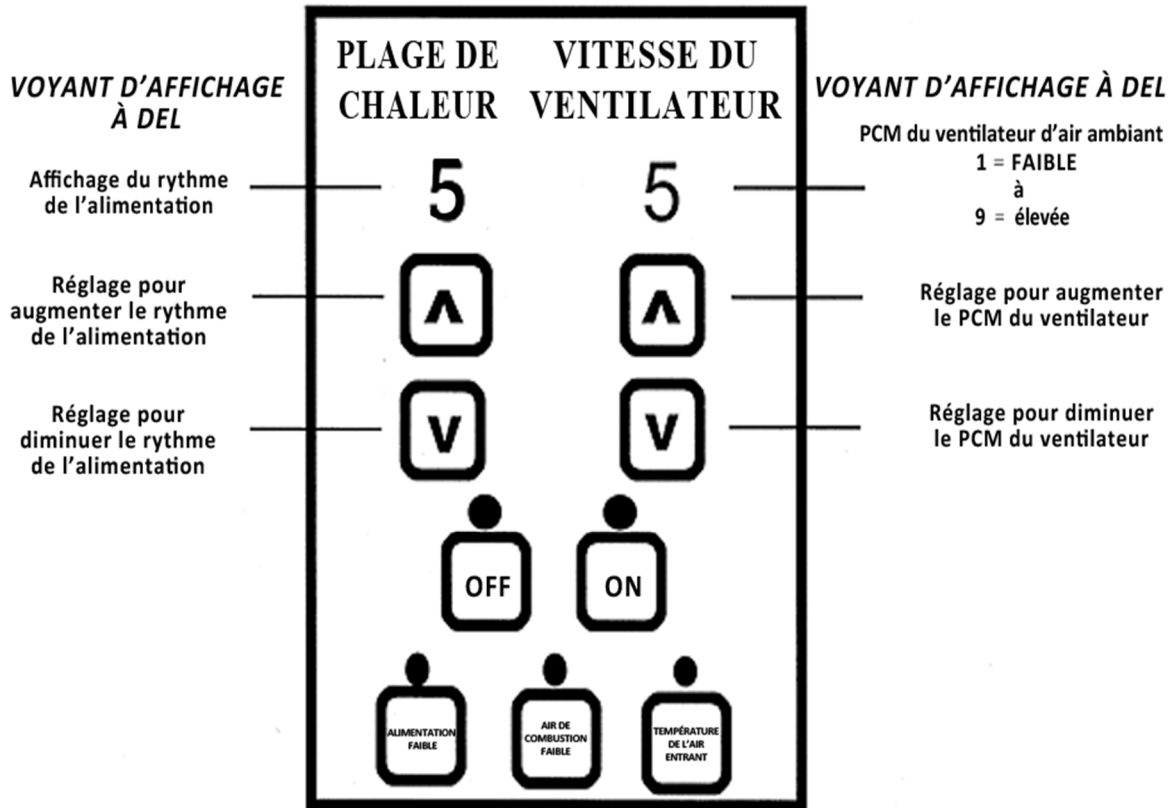 PLAGE DE
CHALEUR
VITESSE DU
VENTILATEUR
VOYANT D’AFFICHAGE
À DEL
VOYANT D’AFFICHAGE À DEL
Affichage du rythme
de l’alimentation
5
5
PCM du ventilateur d’air ambiant
1 = FAIBLE
à
9 = élevée
Réglage pour
augmenter le rythme
de l’alimentation
Λ
Λ
Réglage pour augmenter
le PCM du ventilateur
Réglage pour
diminuer le rythme
de l’alimentation
V
V
Réglage pour diminuer
le PCM du ventilateur
OFF
ON
ALIMENTATION
FAIBLE
AIR DE
COMBUSTION
FAIBLE
TEMPÉRATURE
DE L’AIR
ENTRANT